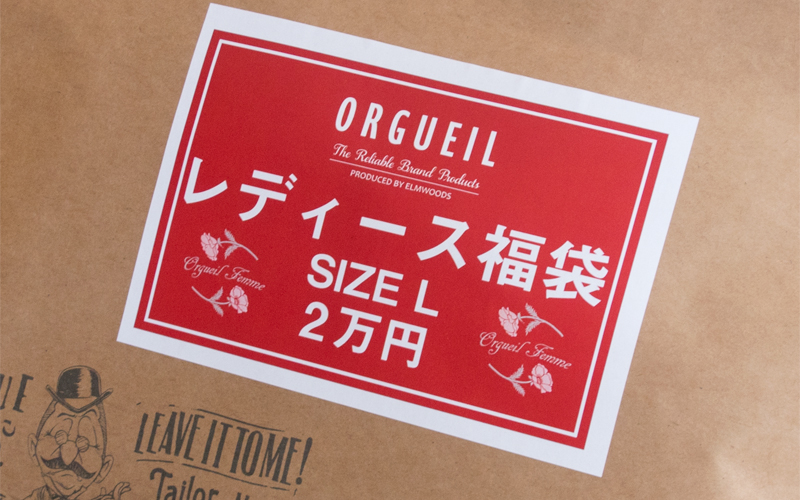 ORGUEIL
The Reliable Brand Products
PRODUCED BY ELMWOODS
レディース福袋
SIZE L
2万円
Orgueil Femme
Orgueil Femme
LEAVE IT TO ME!
Tailor